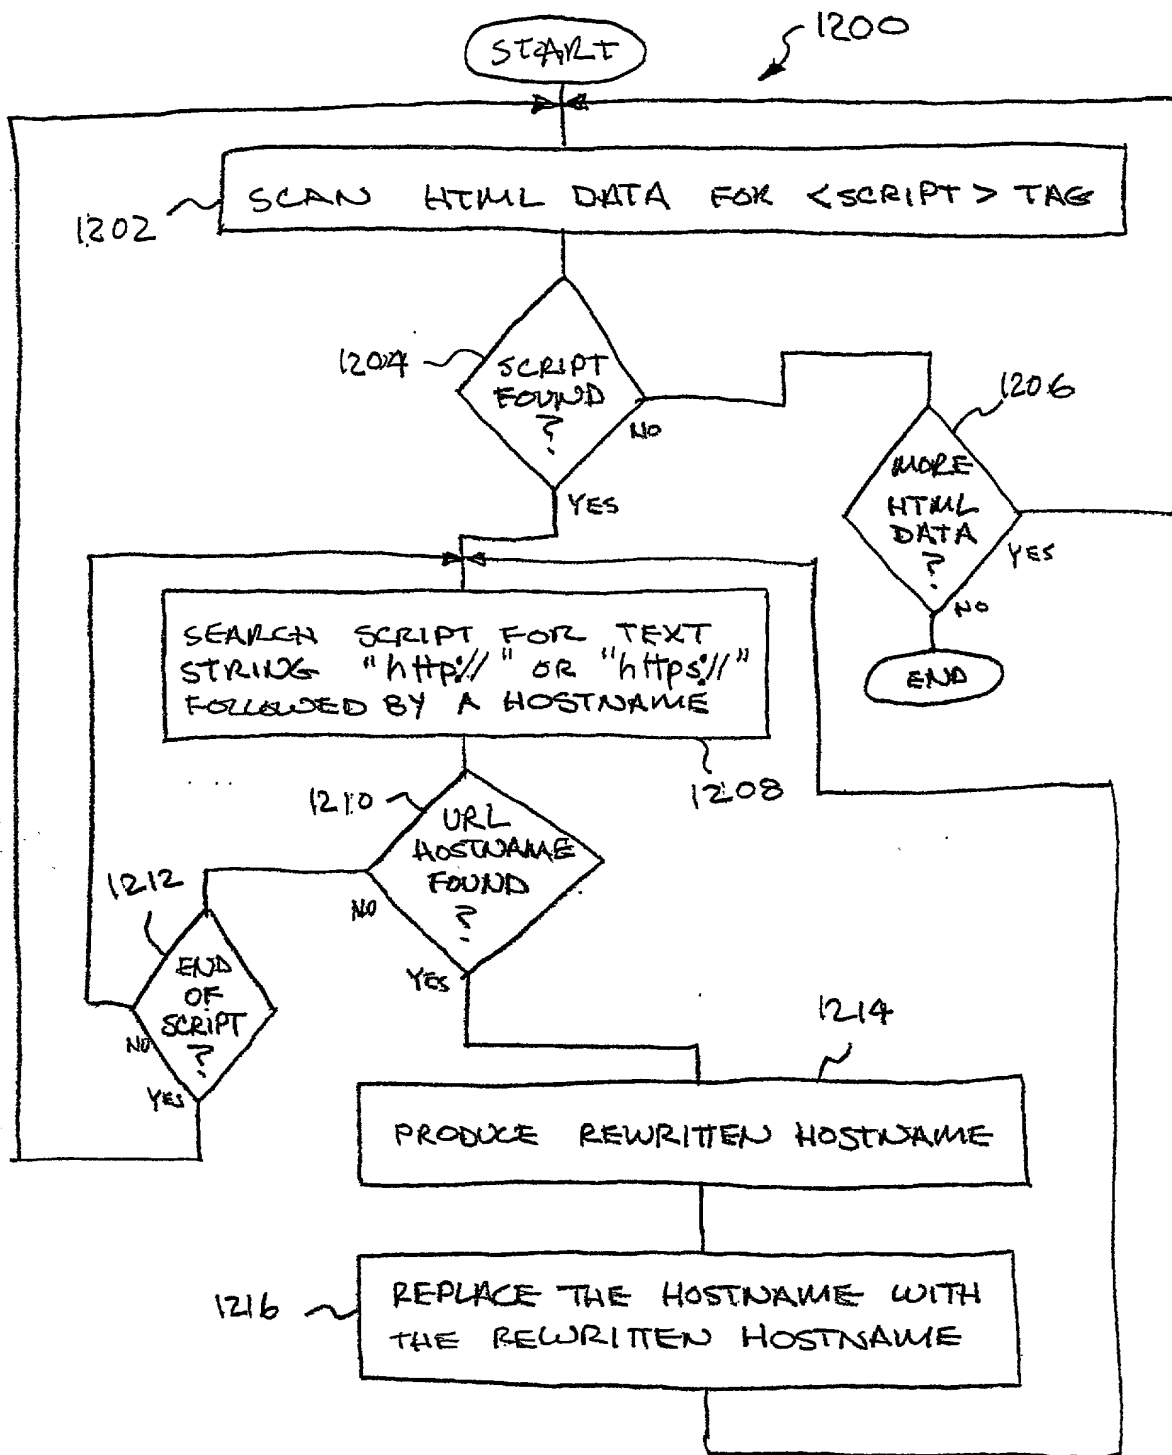 START
1200
SCAN HTML DATA FOR <SCRIPT> TAG
1202
1204
SCRIPT
FOUND
?
NO
YES
1206
MORE
HTML
DATA
?
YES
NO
END
SEARCH SCRIPT FOR TEXT
STRING "http://" OR "https://"
FOLLOWED BY A HOSTNAME
1208
1210
URL
HOSTNAME
FOUND
?
NO
YES
1212
END
OF
SCRIPT
?
NO
YES
1214
PRODUCE REWRITTEN HOSTNAME
1216
REPLACE THE HOSTNAME WITH
THE REWRITTEN HOSTNAME